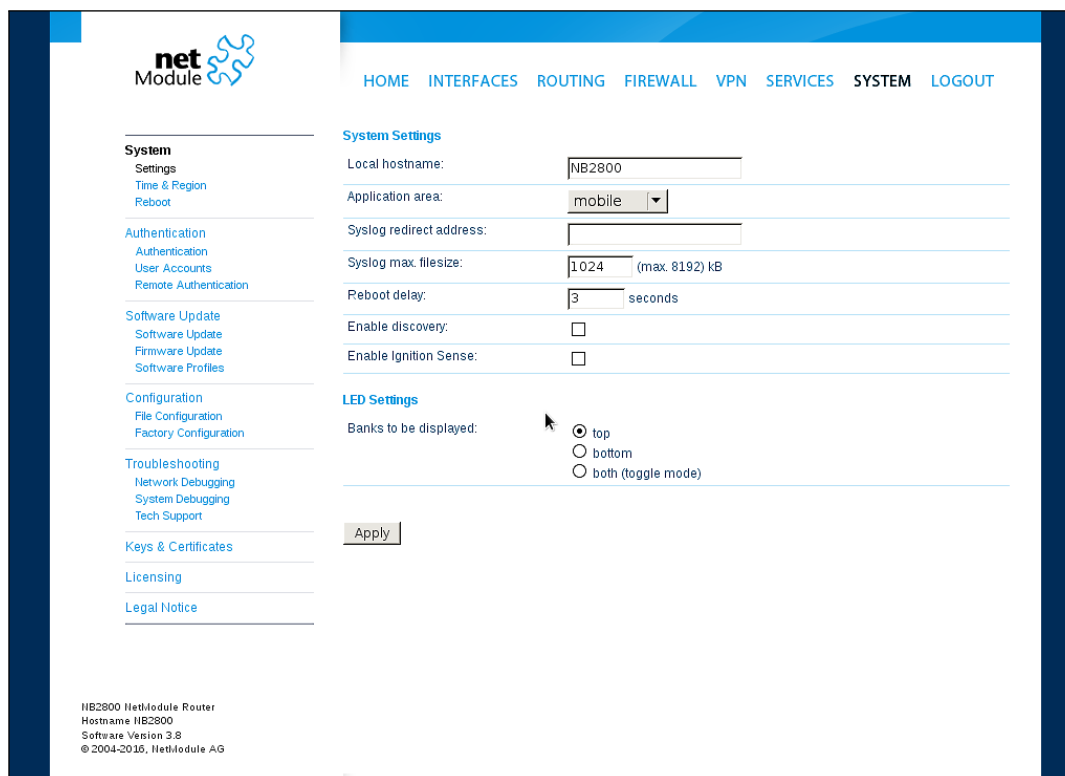 net
Module
HOME INTERFACES ROUTING FIREWALL VPN SERVICES SYSTEM LOGOUT
System
Settings
Time & Region
Reboot
Authentication
Authentication
User Accounts
Remote Authentication
Software Update
Software Update
Firmware Update
Software Profiles
Configuration
File Configuration
Factory Configuration
Troubleshooting
Network Debugging
System Debugging
Tech Support
Keys & Certificates
Licensing
Legal Notice
System Settings
Local hostname: NB2800
Application area: mobile
Syslog redirect address:
Syslog max. filesize: 1024 (max. 8192) kB
Reboot delay: 3 seconds
Enable discovery:
Enable Ignition Sense:
LED Settings
Banks to be displayed: top
bottom
both (toggle mode)
Apply
NB2800 NetModule Router
Hostname NB2800
Software Version 3.8
© 2004-2016, NetModule AG